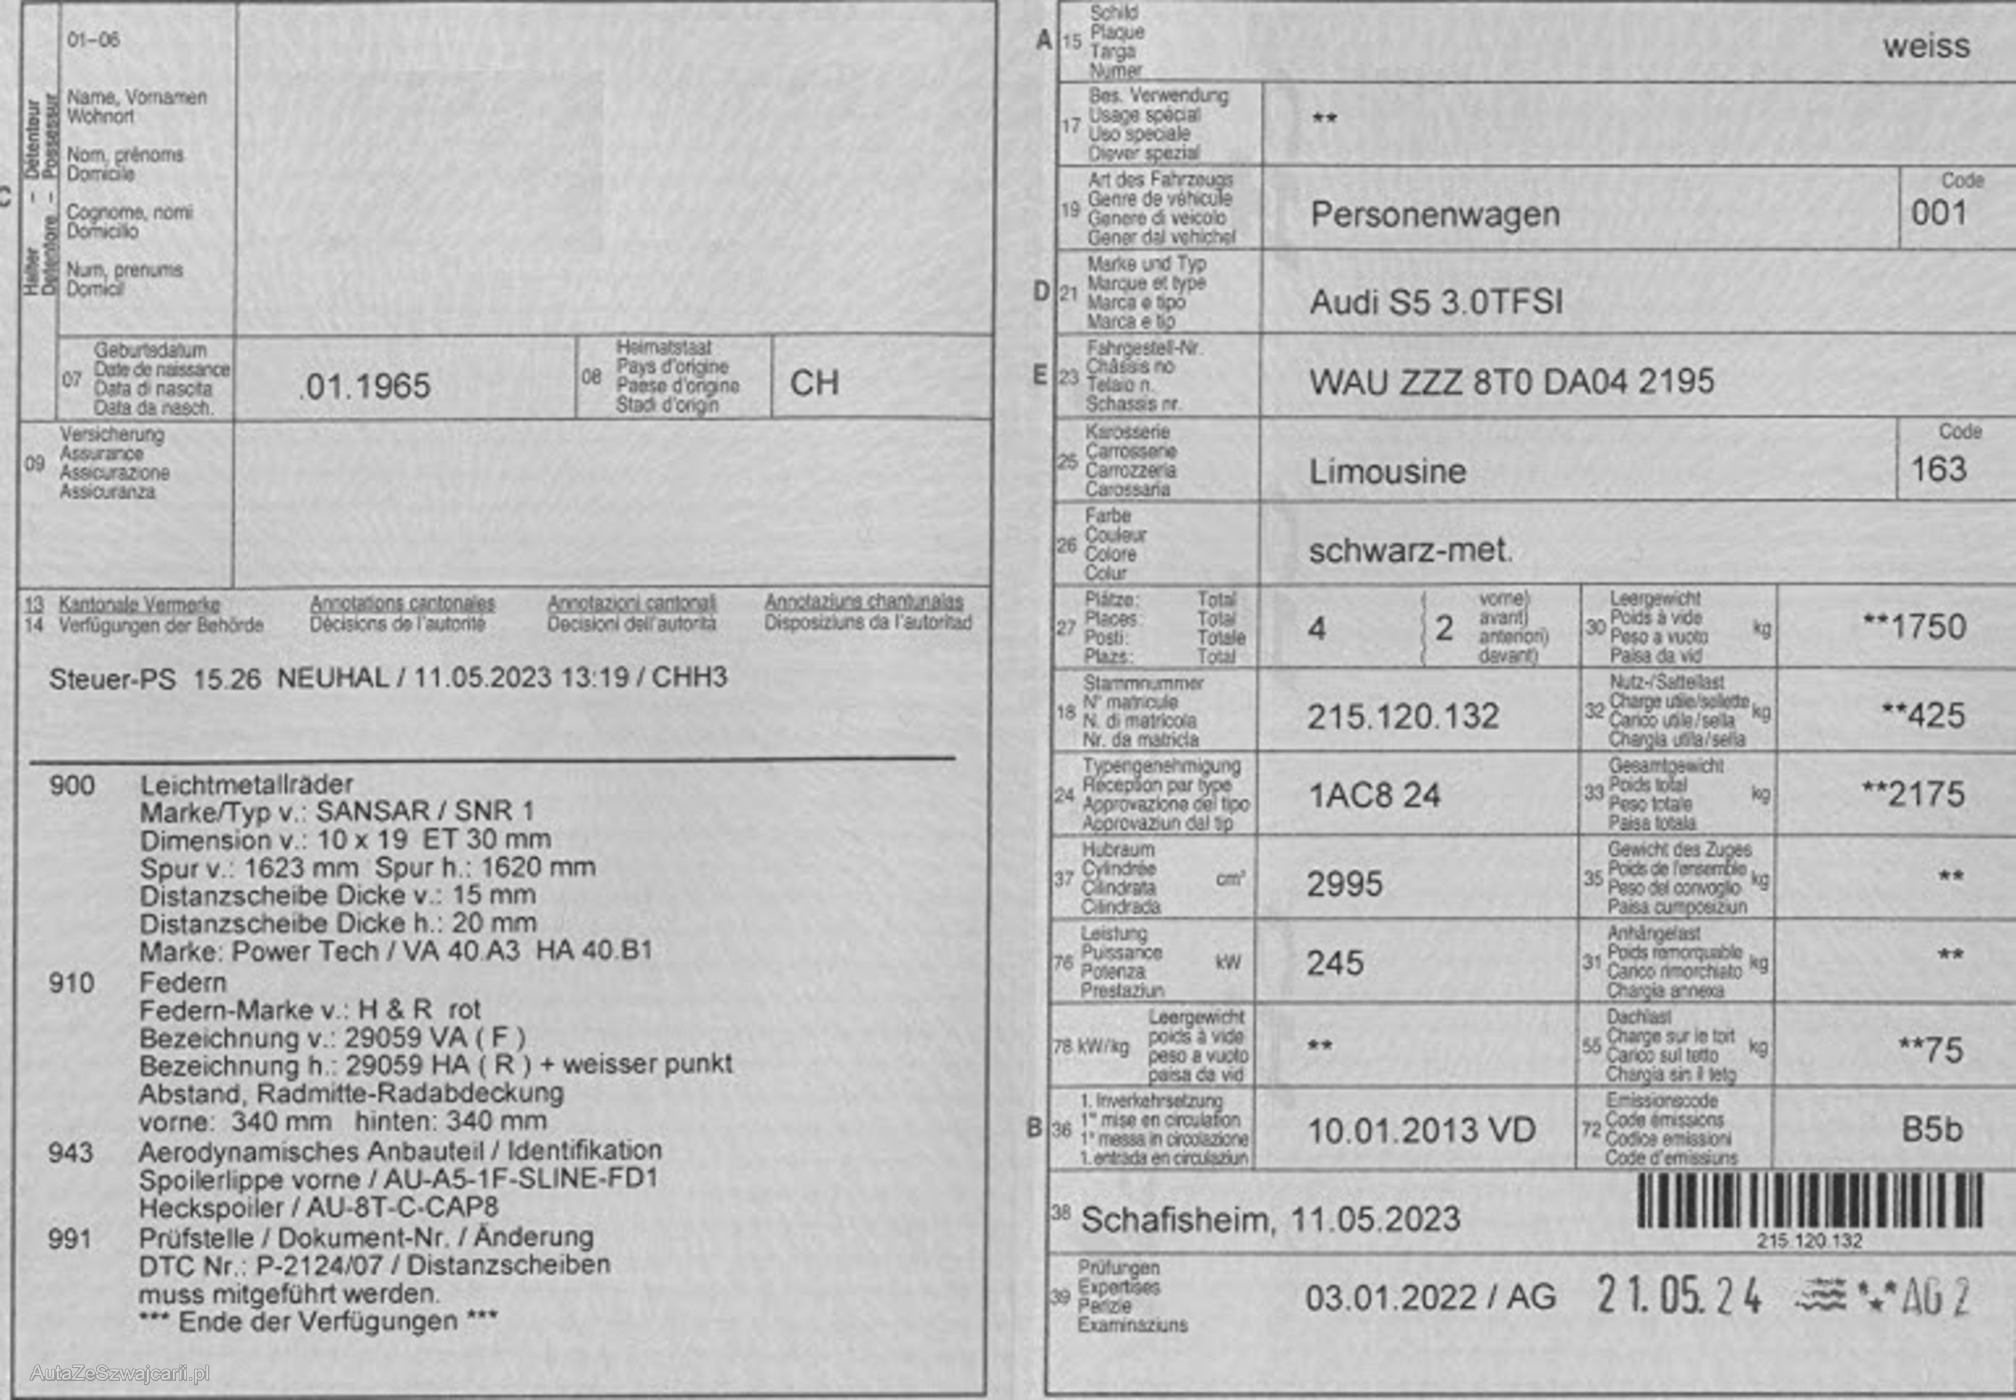 C
Halter – Détenteur
Detentore – Possessur
01–06
Name, Vornamen
Wohnort
Nom, prénoms
Domicile
Cognome, nomi
Domicilio
Num, prenums
Domicil
07
Geburtsdatum
Date de naissance
Data di nascita
Data da nasch.
.01.1965
08
Heimatstaat
Pays d'origine
Paese d'origine
Stadi d'origin
CH
09
Versicherung
Assurance
Assicurazione
Assicuranza
13 Kantonale Vermerke Annotations cantonales Annotazioni cantonali Annotaziuns chantunalas
14 Verfügungen der Behörde Décisions de l'autorité Decisioni dell'autorità Disposiziuns da l'autoritad
Steuer-PS 15.26 NEUHAL / 11.05.2023 13:19 / CHH3
900 Leichtmetallräder
Marke/Typ v.: SANSAR / SNR 1
Dimension v.: 10 x 19 ET 30 mm
Spur v.: 1623 mm Spur h.: 1620 mm
Distanzscheibe Dicke v.: 15 mm
Distanzscheibe Dicke h.: 20 mm
Marke: Power Tech / VA 40.A3 HA 40.B1
910 Federn
Federn-Marke v.: H & R rot
Bezeichnung v.: 29059 VA ( F )
Bezeichnung h.: 29059 HA ( R ) + weisser punkt
Abstand, Radmitte-Radabdeckung
vorne: 340 mm hinten: 340 mm
943 Aerodynamisches Anbauteil / Identifikation
Spoilerlippe vorne / AU-A5-1F-SLINE-FD1
Heckspoiler / AU-8T-C-CAP8
991 Prüfstelle / Dokument-Nr. / Änderung
DTC Nr.: P-2124/07 / Distanzscheiben
muss mitgeführt werden.
*** Ende der Verfügungen ***
AutaZeSzwajcarii.pl
A 15
Schild
Plaque
Targa
Numer
weiss
17
Bes. Verwendung
Usage spécial
Uso speciale
Diever spezial
**
19
Art des Fahrzeugs
Genre de véhicule
Genere di veicolo
Gener dal vehichel
Personenwagen
Code
001
D 21
Marke und Typ
Marque et type
Marca e tipo
Marca e tip
Audi S5 3.0TFSI
E 23
Fahrgestell-Nr.
Châssis no
Telaio n.
Schassis nr.
WAU ZZZ 8T0 DA04 2195
25
Karosserie
Carrosserie
Carrozzeria
Carossaria
Limousine
Code
163
26
Farbe
Couleur
Colore
Colur
schwarz-met.
27
Plätze: Total
Places: Total
Posti: Totale
Plazs: Total
4
( 2 vorne)
( avant)
( anteriori)
( davant)
30
Leergewicht
Poids à vide
Peso a vuoto
Paisa da vid
kg
**1750
18
Stammnummer
N° matricule
N. di matricola
Nr. da matricla
215.120.132
32
Nutz-/Sattellast
Charge utile/sellette
Carico utile/sella
Chargia utila/sella
kg
**425
24
Typengenehmigung
Réception par type
Approvazione del tipo
Approvaziun dal tip
1AC8 24
33
Gesamtgewicht
Poids total
Peso totale
Paisa totala
kg
**2175
37
Hubraum
Cylindrée
Cilindrata
Cilindrada
cm³
2995
35
Gewicht des Zuges
Poids de l'ensemble
Peso del convoglio
Paisa cumposiziun
kg
**
76
Leistung
Puissance
Potenza
Prestaziun
kW
245
31
Anhängelast
Poids remorquable
Carico rimorchiato
Chargia annexa
kg
**
78 kW/kg
Leergewicht
poids à vide
peso a vuoto
paisa da vid
**
55
Dachlast
Charge sur le toit
Carico sul tetto
Chargia sin il tetg
kg
**75
B 36
1. Inverkehrsetzung
1re mise en circulation
1a messa in circolazione
1. entrada en circulaziun
10.01.2013 VD
72
Emissionscode
Code émissions
Codice emissioni
Code d'emissiuns
B5b
38 Schafisheim, 11.05.2023
215.120.132
39
Prüfungen
Expertises
Perizie
Examinaziuns
03.01.2022 / AG
21.05.24
AG 2